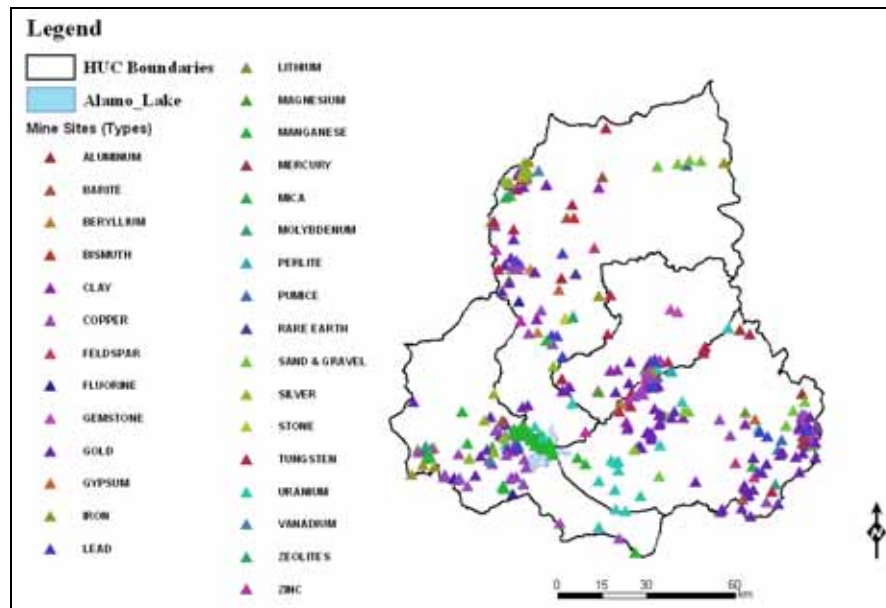 Legend
HUC Boundaries
Alamo_Lake
Mine Sites (Types)
ALUMINUM
BARITE
BERYLLIUM
BISMUTH
CLAY
COPPER
FELDSPAR
FLUORINE
GEMSTONE
GOLD
GYPSUM
IRON
LEAD
LITHIUM
MAGNESIUM
MANGANESE
MERCURY
MICA
MOLYBDENUM
PERLITE
PUMICE
RARE EARTH
SAND & GRAVEL
SILVER
STONE
TUNGSTEN
URANIUM
VANADIUM
ZEOLITES
ZINC
N
0 15 30 60
km